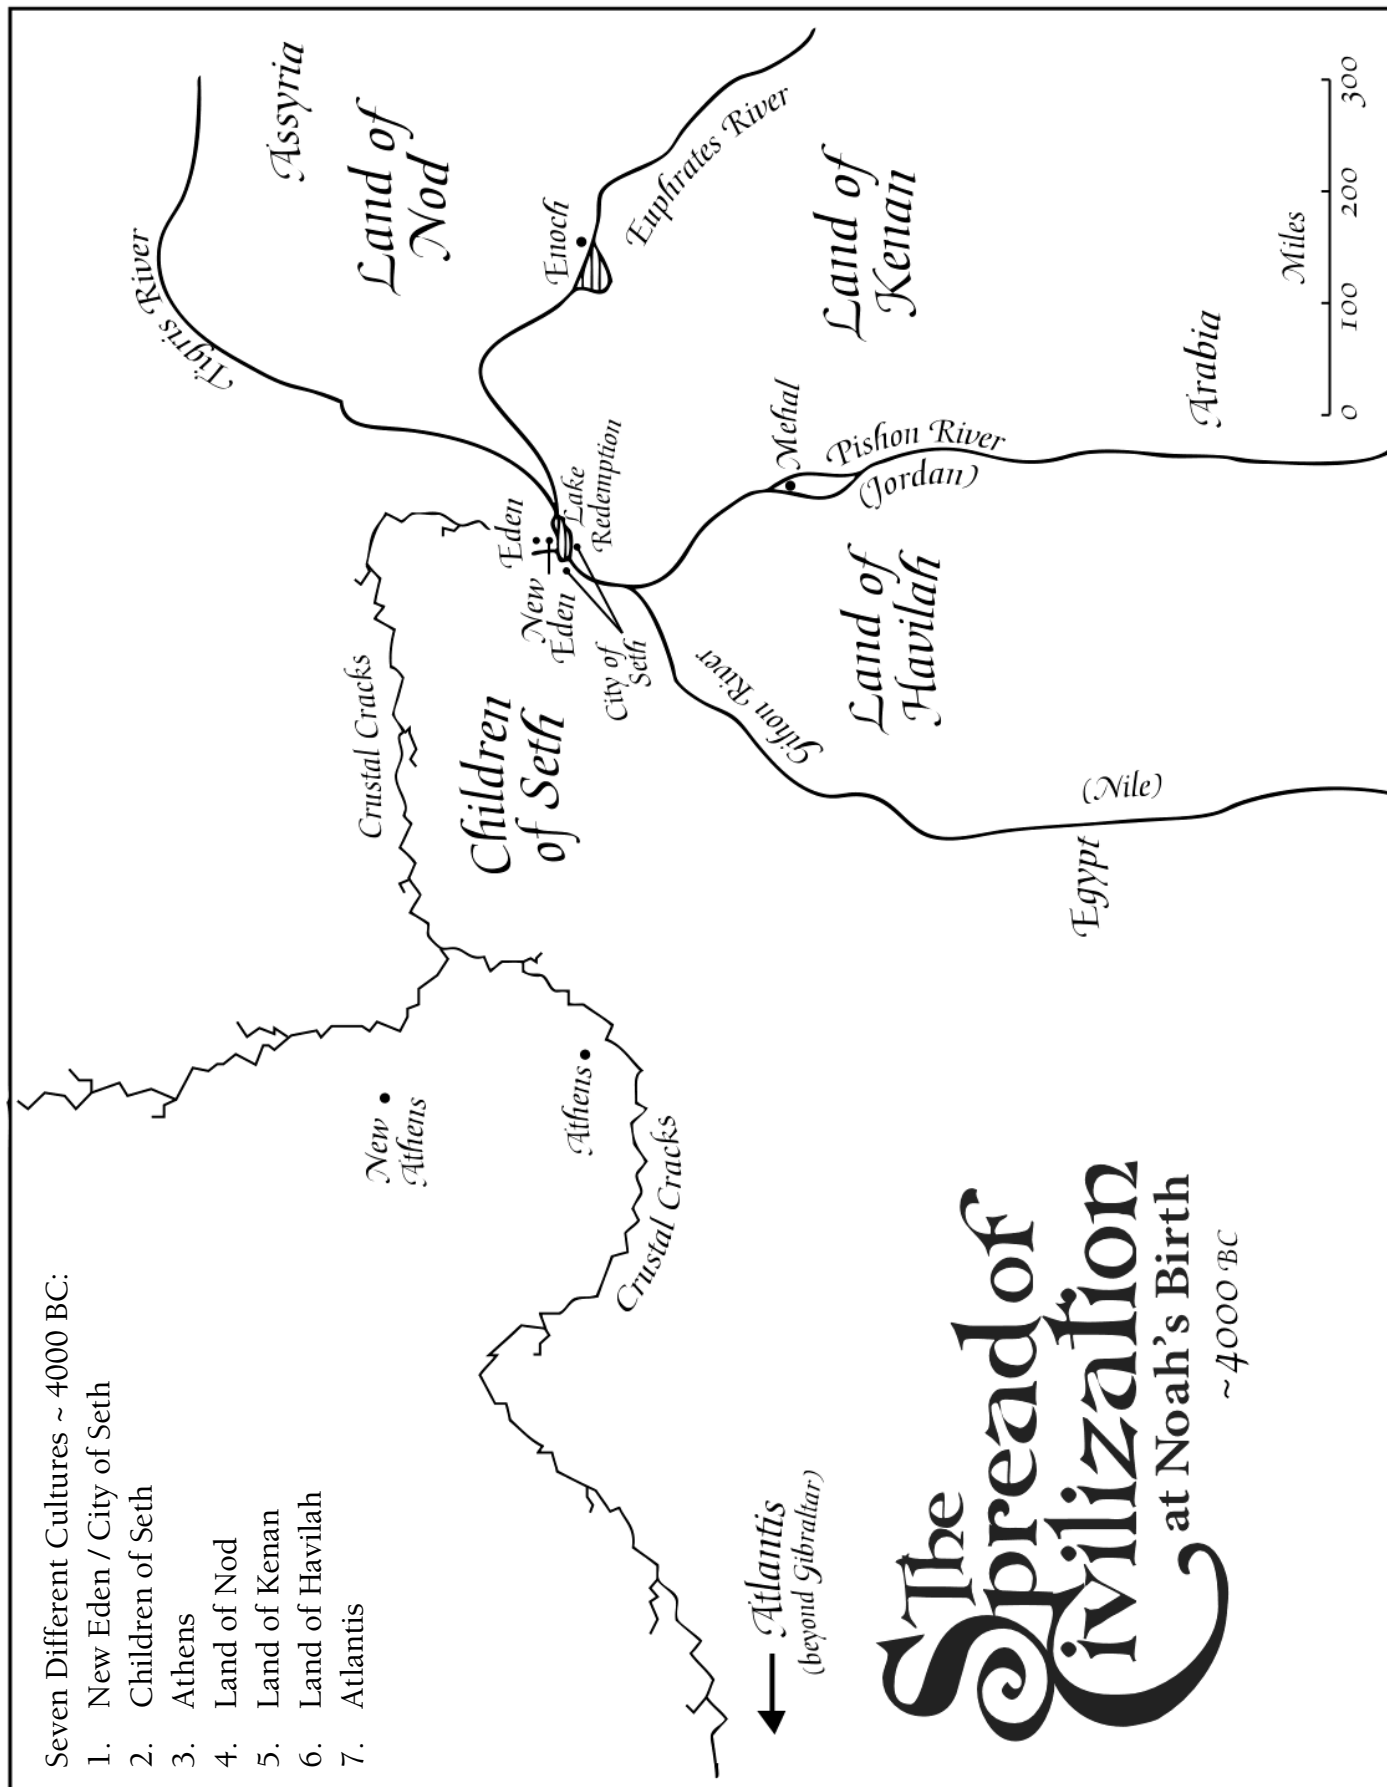 Seven Different Cultures ~ 4000 BC:
1. New Eden / City of Seth
2. Children of Seth
3. Athens
4. Land of Nod
5. Land of Kenan
6. Land of Havilah
7. Atlantis
Tigris River
Assyria
Land of
Nod
Crustal Cracks
New
Athens
Children
of Seth
Eden
New
Eden
Lake
Redemption
City of
Seth
Enoch
Euphrates River
Athens
Crustal Cracks
Gihon River
Mehal
Land of
Kenan
Pishon River
(Jordan)
Land of
Havilah
Atlantis
(beyond Gibraltar)
(Nile)
Egypt
Arabia
The
Spread of
Civilization
at Noah's Birth
~4000 BC
Miles
0 100 200 300